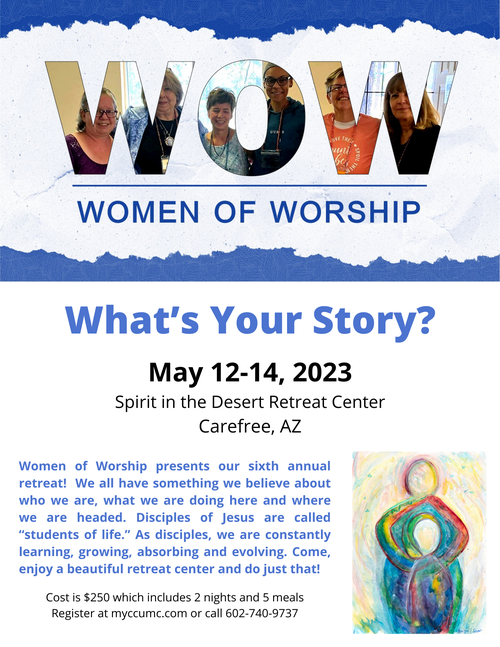 WOW
WOMEN OF WORSHIP
What's Your Story?
May 12-14, 2023
Spirit in the Desert Retreat Center
Carefree, AZ
Women of Worship presents our sixth annual
retreat! We all have something we believe about
who we are, what we are doing here and where
we are headed. Disciples of Jesus are called
“students of life.” As disciples, we are constantly
learning, growing, absorbing and evolving. Come,
enjoy a beautiful retreat center and do just that!
Cost is $250 which includes 2 nights and 5 meals
Register at myccumc.com or call 602-740-9737